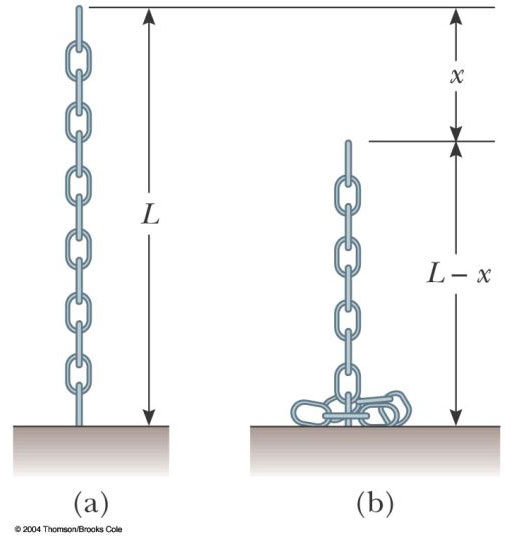 x
L
L – x
(a)
(b)
© 2004 Thomson/Brooks Cole